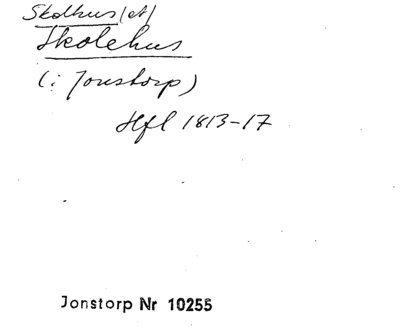 Skolhus(et)
Skolehus
(i Jonstorp)
Hfl 1813-17
Jonstorp Nr 10255